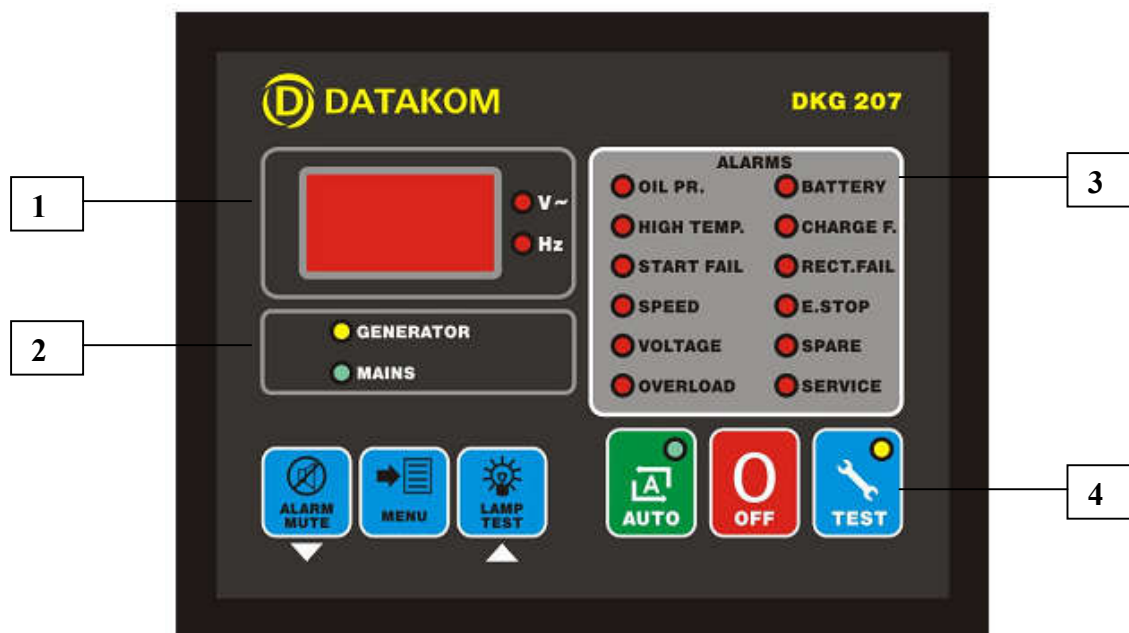 DATAKOM
DKG 207
1
V~
Hz
2
GENERATOR
MAINS
ALARMS
OIL PR.
HIGH TEMP.
START FAIL
SPEED
VOLTAGE
OVERLOAD
BATTERY
CHARGE F.
RECT.FAIL
E.STOP
SPARE
SERVICE
3
ALARM
MUTE
MENU
LAMP
TEST
A
AUTO
0
OFF
TEST
4